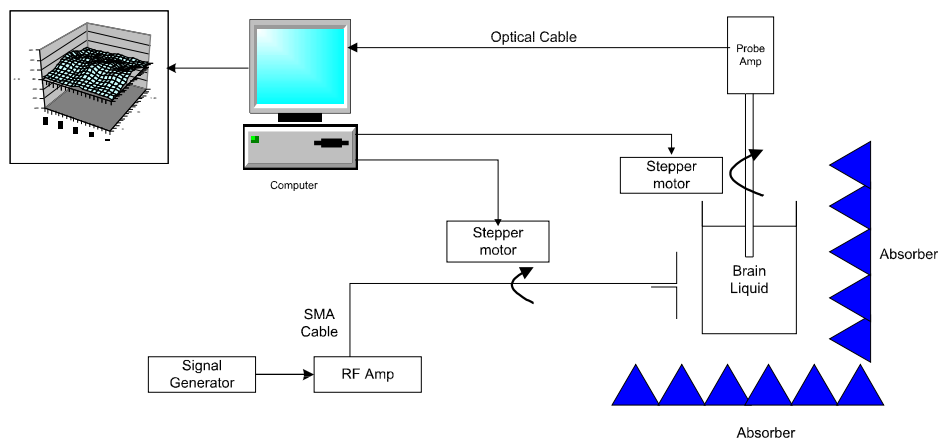 Optical Cable
Probe
Amp
Computer
Stepper
motor
Stepper
motor
Brain
Liquid
Absorber
SMA
Cable
Signal
Generator
RF Amp
Absorber